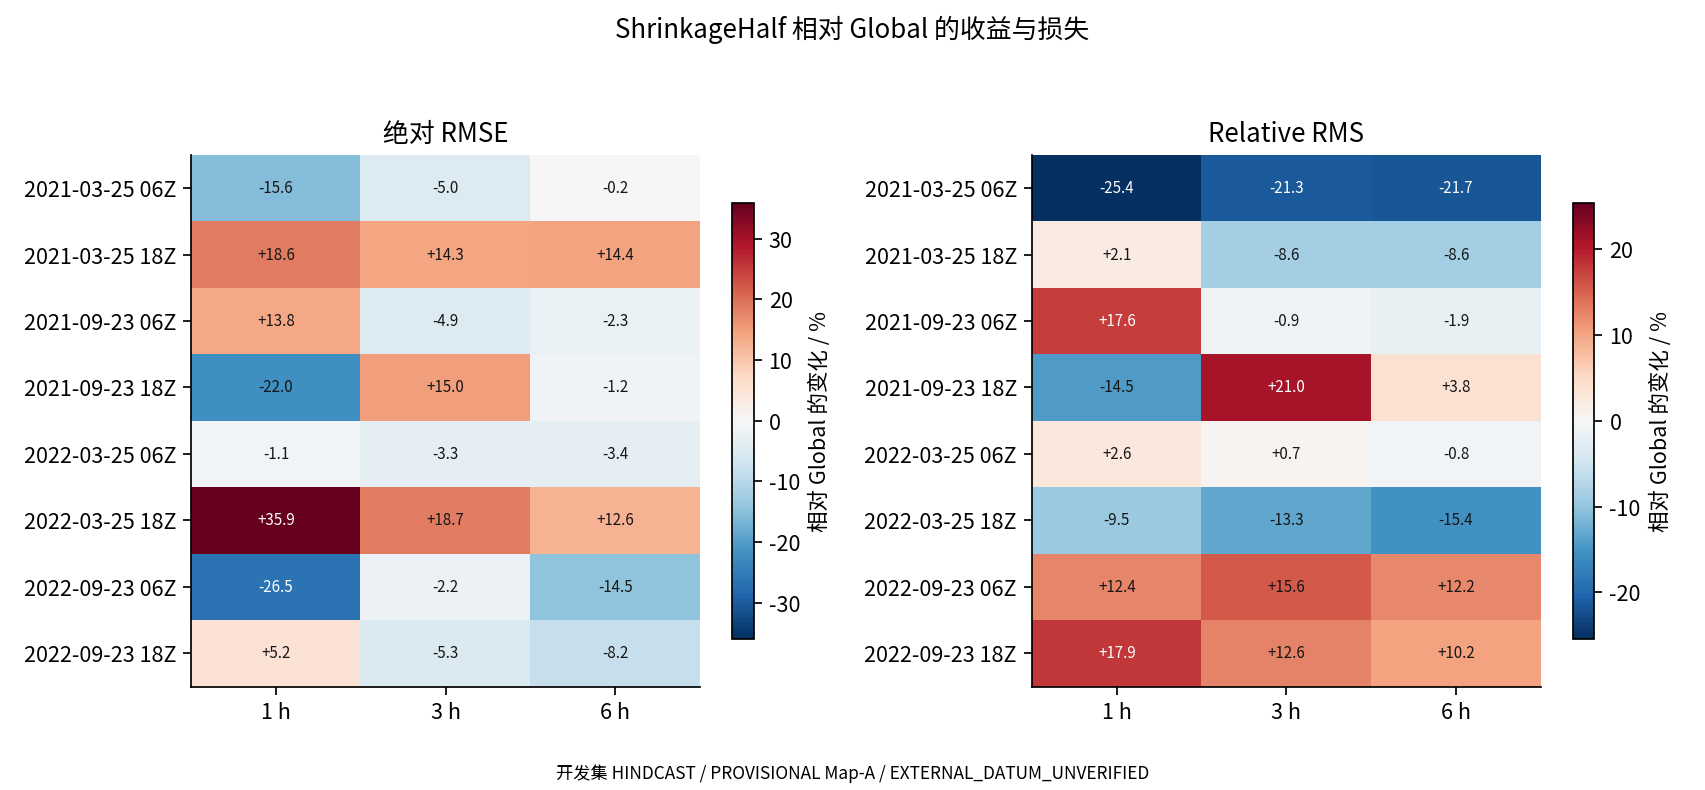 ShrinkageHalf 相对 Global 的收益与损失
绝对 RMSE
2021-03-25 06Z -15.6 -5.0 -0.2
2021-03-25 18Z +18.6 +14.3 +14.4
2021-09-23 06Z +13.8 -4.9 -2.3
2021-09-23 18Z -22.0 +15.0 -1.2
2022-03-25 06Z -1.1 -3.3 -3.4
2022-03-25 18Z +35.9 +18.7 +12.6
2022-09-23 06Z -26.5 -2.2 -14.5
2022-09-23 18Z +5.2 -5.3 -8.2
1 h 3 h 6 h
30
20
10
0
-10
-20
-30
相对 Global 的变化 / %
Relative RMS
2021-03-25 06Z -25.4 -21.3 -21.7
2021-03-25 18Z +2.1 -8.6 -8.6
2021-09-23 06Z +17.6 -0.9 -1.9
2021-09-23 18Z -14.5 +21.0 +3.8
2022-03-25 06Z +2.6 +0.7 -0.8
2022-03-25 18Z -9.5 -13.3 -15.4
2022-09-23 06Z +12.4 +15.6 +12.2
2022-09-23 18Z +17.9 +12.6 +10.2
1 h 3 h 6 h
20
10
0
-10
-20
相对 Global 的变化 / %
开发集 HINDCAST / PROVISIONAL Map-A / EXTERNAL_DATUM_UNVERIFIED